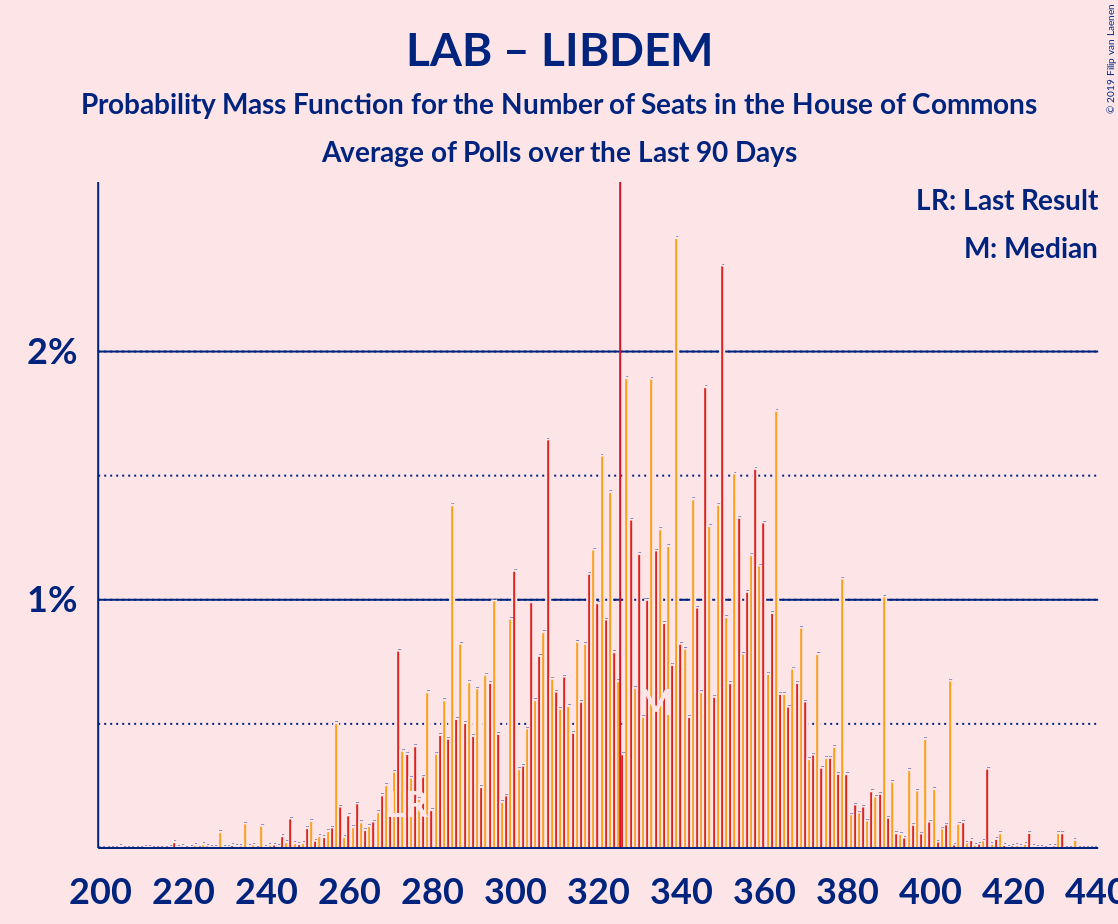 © 2019 Filip van Laenen
LAB – LIBDEM
Probability Mass Function for the Number of Seats in the House of Commons
Average of Polls over the Last 90 Days
LR: Last Result
M: Median
2%
1%
LR
M
200 220 240 260 280 300 320 340 360 380 400 420 440